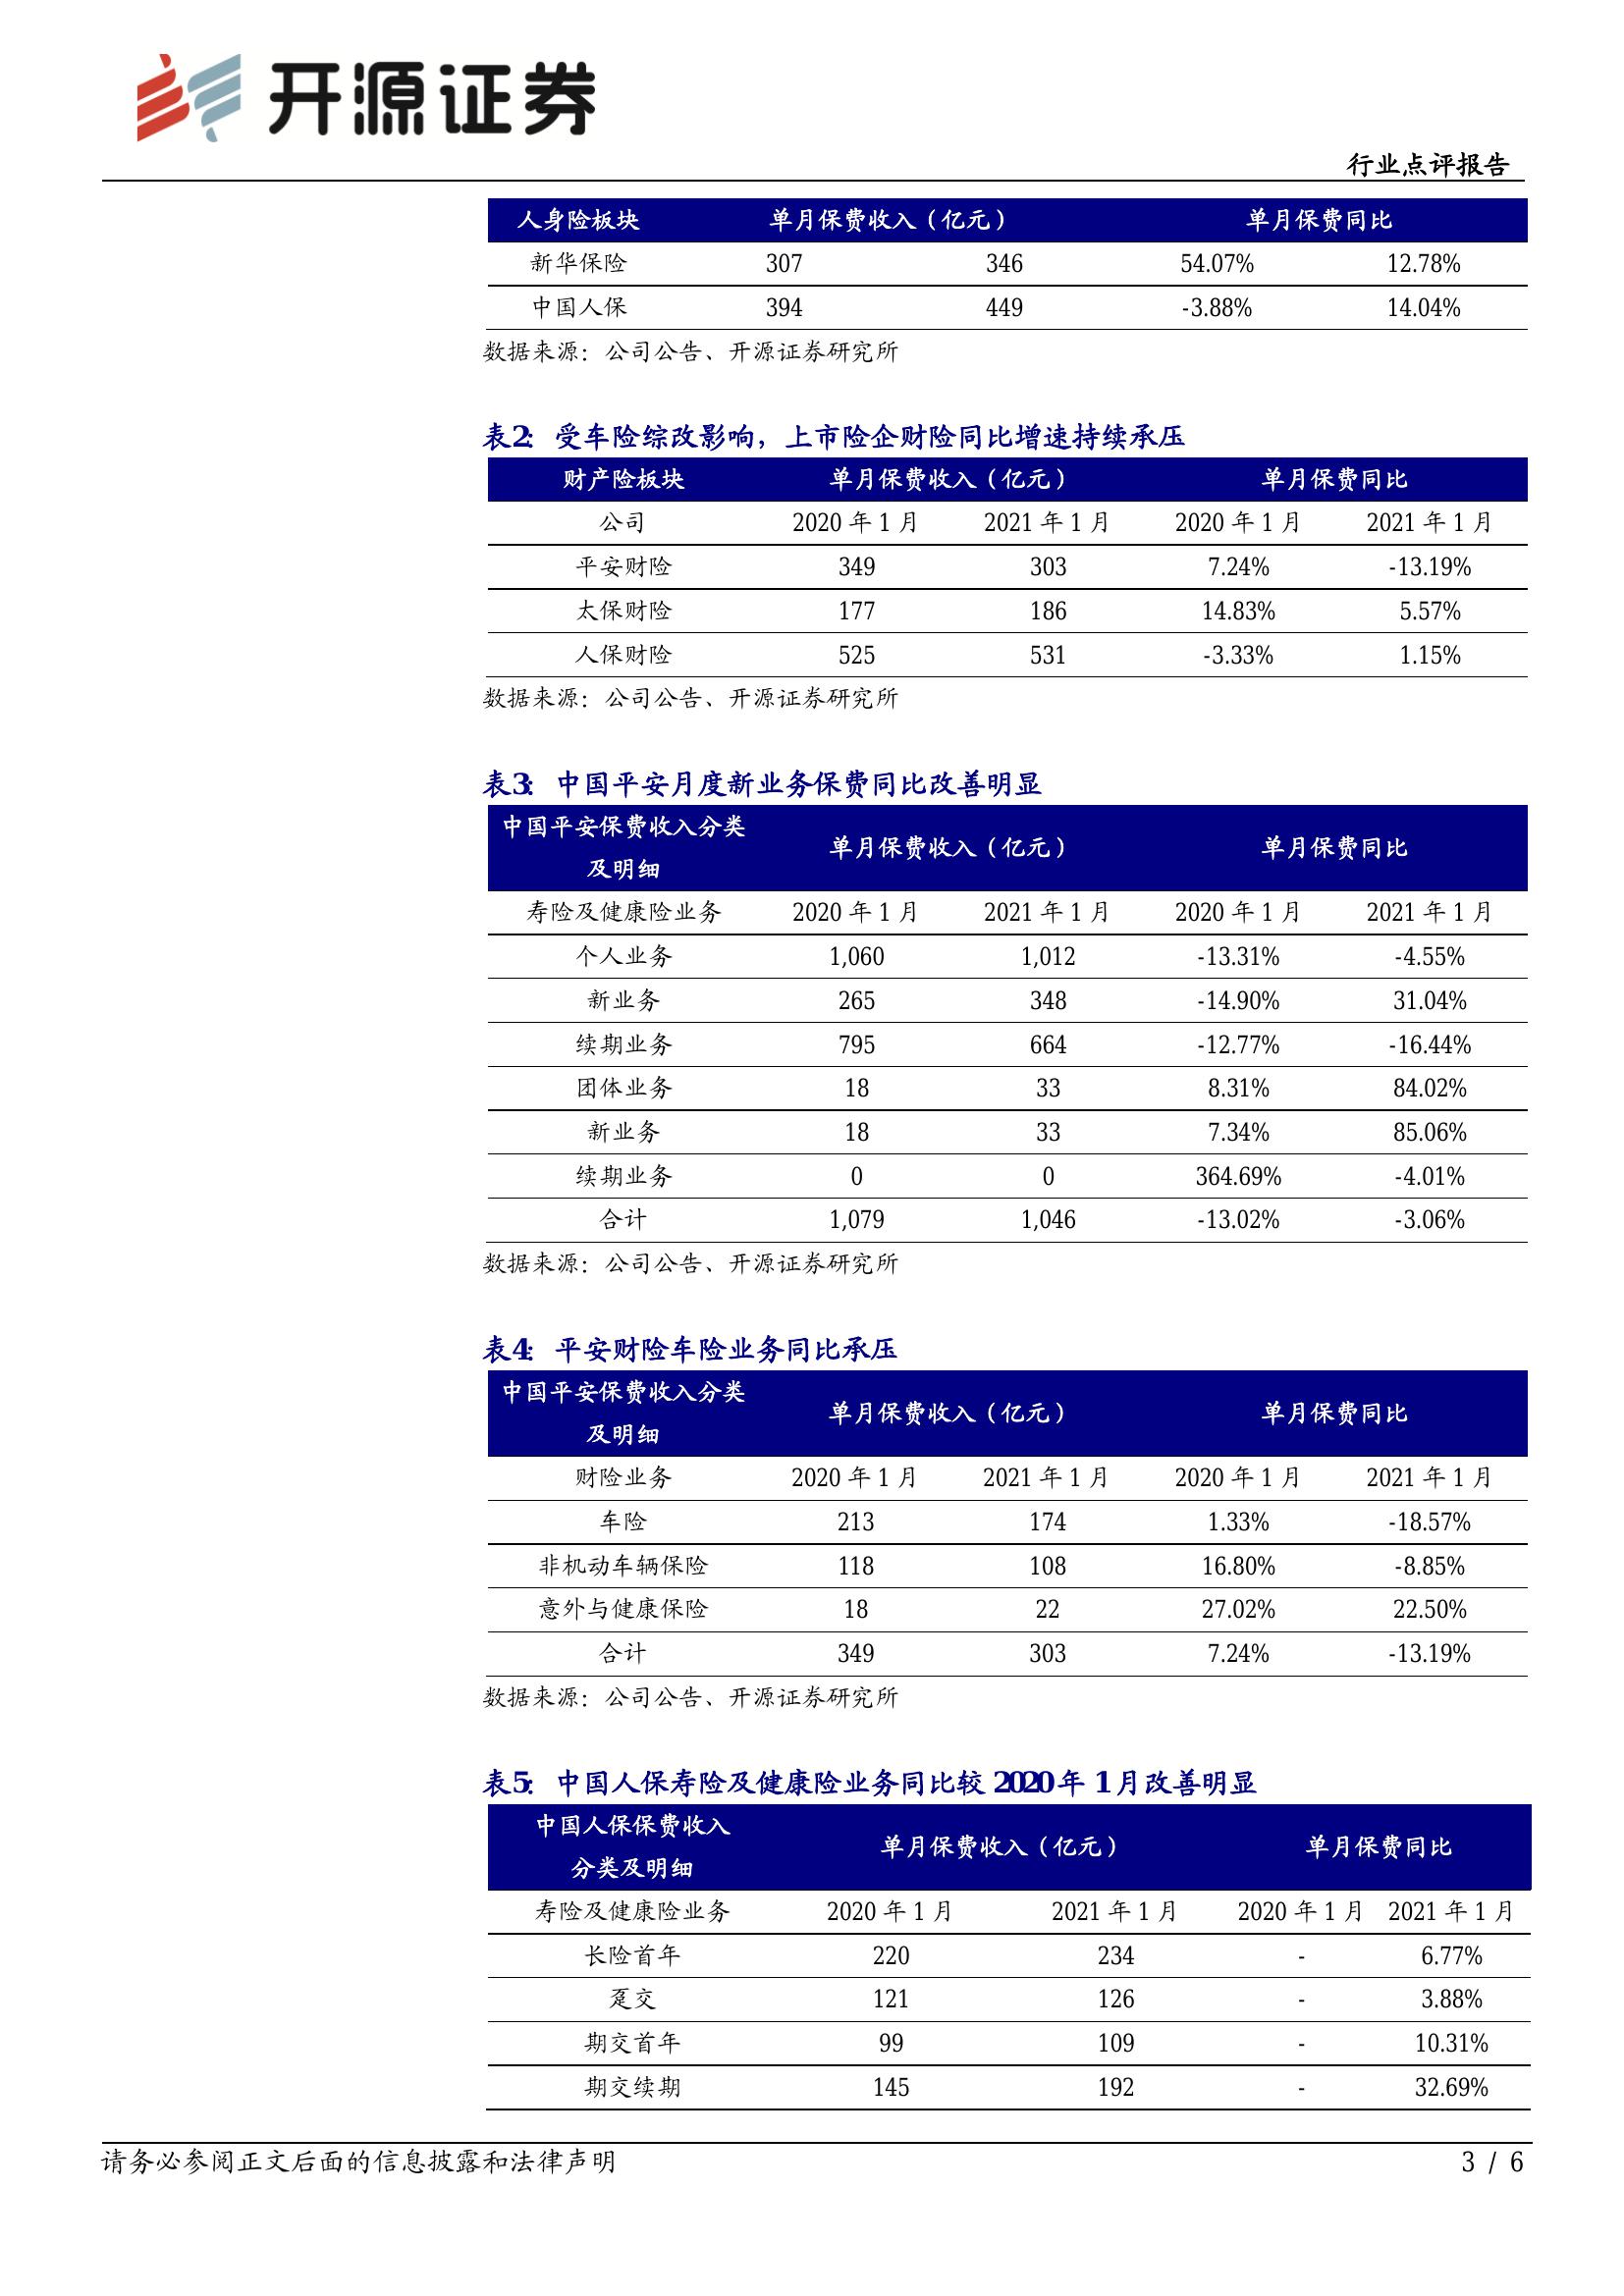 开源证券
行业点评报告
人身险板块 单月保费收入（亿元） 单月保费同比
新华保险 307 346 54.07% 12.78%
中国人保 394 449 -3.88% 14.04%
数据来源：公司公告、开源证券研究所
表2：受车险综改影响，上市险企财险同比增速持续承压
财产险板块 单月保费收入（亿元） 单月保费同比
公司 2020 年 1 月 2021 年 1 月 2020 年 1 月 2021 年 1 月
平安财险 349 303 7.24% -13.19%
太保财险 177 186 14.83% 5.57%
人保财险 525 531 -3.33% 1.15%
数据来源：公司公告、开源证券研究所
表3：中国平安月度新业务保费同比改善明显
中国平安保费收入分类
及明细 单月保费收入（亿元） 单月保费同比
寿险及健康险业务 2020 年 1 月 2021 年 1 月 2020 年 1 月 2021 年 1 月
个人业务 1,060 1,012 -13.31% -4.55%
新业务 265 348 -14.90% 31.04%
续期业务 795 664 -12.77% -16.44%
团体业务 18 33 8.31% 84.02%
新业务 18 33 7.34% 85.06%
续期业务 0 0 364.69% -4.01%
合计 1,079 1,046 -13.02% -3.06%
数据来源：公司公告、开源证券研究所
表4：平安财险车险业务同比承压
中国平安保费收入分类
及明细 单月保费收入（亿元） 单月保费同比
财险业务 2020 年 1 月 2021 年 1 月 2020 年 1 月 2021 年 1 月
车险 213 174 1.33% -18.57%
非机动车辆保险 118 108 16.80% -8.85%
意外与健康保险 18 22 27.02% 22.50%
合计 349 303 7.24% -13.19%
数据来源：公司公告、开源证券研究所
表5：中国人保寿险及健康险业务同比较 2020 年 1 月改善明显
中国人保保费收入
分类及明细 单月保费收入（亿元） 单月保费同比
寿险及健康险业务 2020 年 1 月 2021 年 1 月 2020 年 1 月 2021 年 1 月
长险首年 220 234 - 6.77%
趸交 121 126 - 3.88%
期交首年 99 109 - 10.31%
期交续期 145 192 - 32.69%
请务必参阅正文后面的信息披露和法律声明 3 / 6